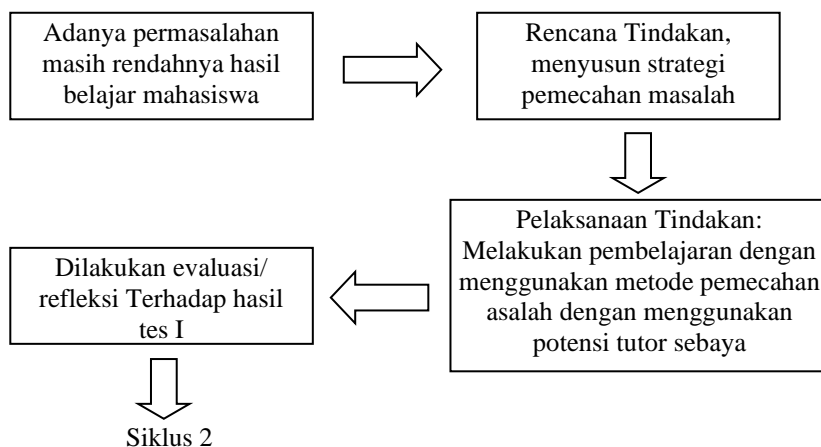 Adanya permasalahan
masih rendahnya hasil
belajar mahasiswa
Rencana Tindakan,
menyusun strategi
pemecahan masalah
Pelaksanaan Tindakan:
Melakukan pembelajaran dengan
menggunakan metode pemecahan
asalah dengan menggunakan
potensi tutor sebaya
Dilakukan evaluasi/
refleksi Terhadap hasil
tes I
Siklus 2